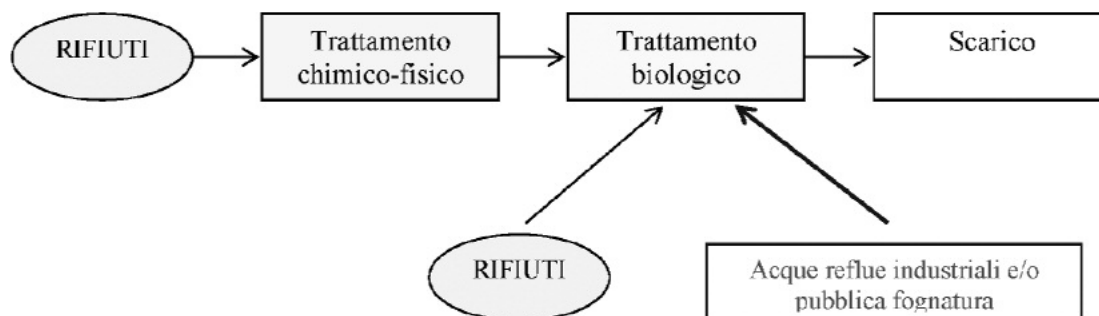 RIFIUTI
Trattamento
chimico-fisico
Trattamento
biologico
Scarico
RIFIUTI
Acque reflue industriali e/o
pubblica fognatura